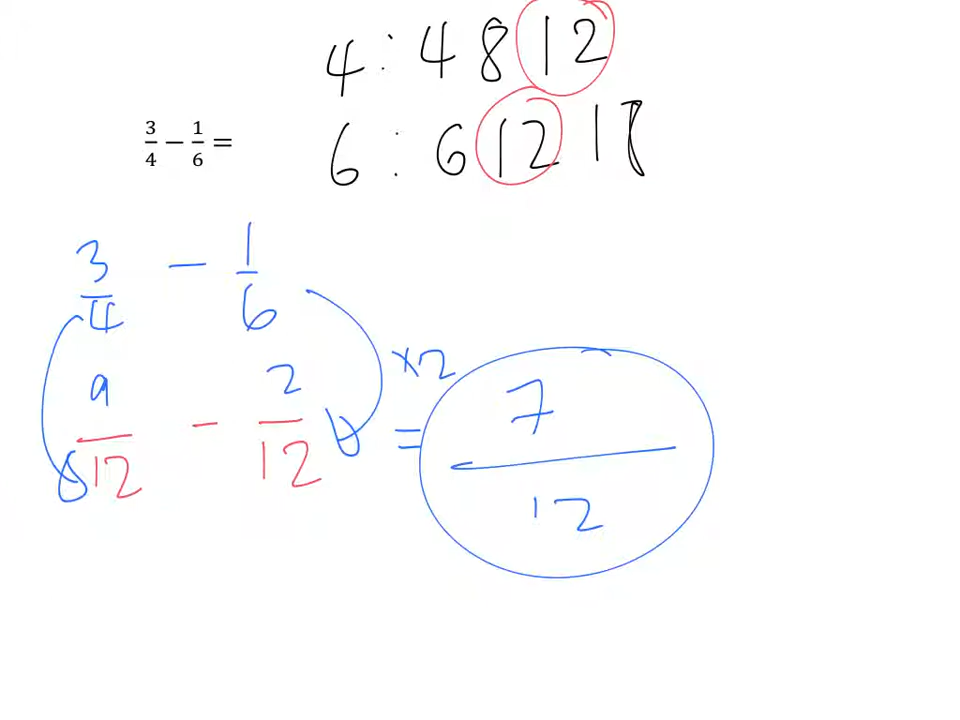 4 : 4 8 12
6 : 6 12 18
3/4 − 1/6 =
3/4 − 1/6
×2
9/12 − 2/12 = 7/12